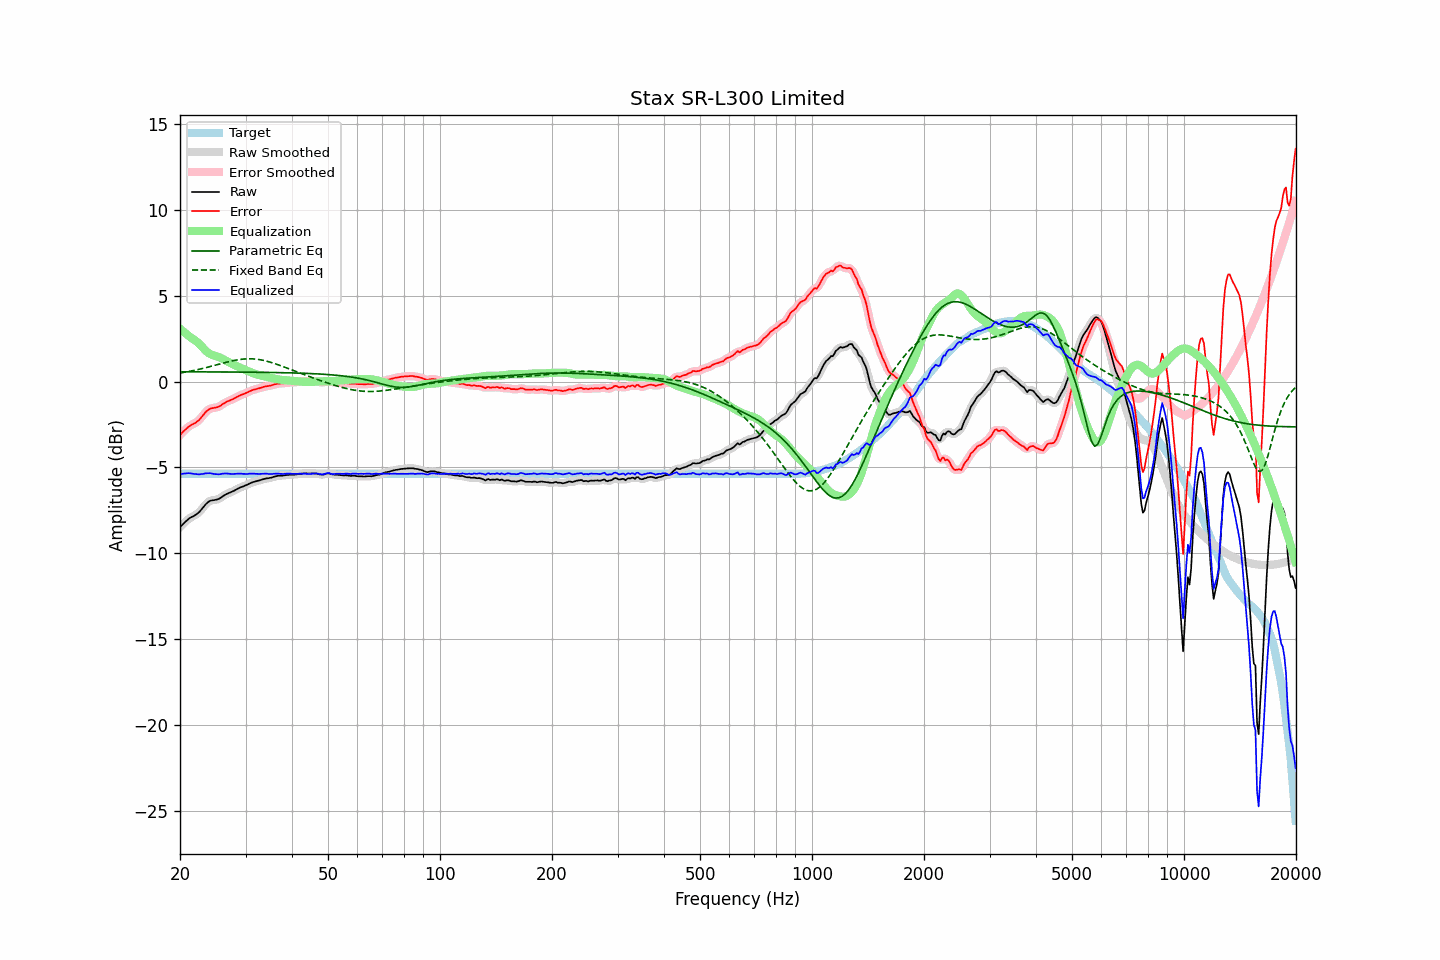 Stax SR-L300 Limited
Target
Raw Smoothed
Error Smoothed
Raw
Error
Equalization
Parametric Eq
Fixed Band Eq
Equalized
Amplitude (dBr)
15
10
5
0
−5
−10
−15
−20
−25
20
50
100
200
500
1000
2000
5000
10000
20000
Frequency (Hz)